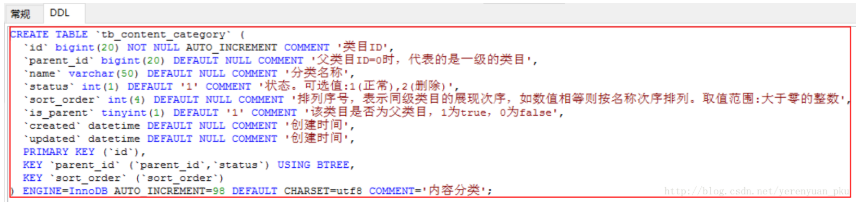 常规 DDL
CREATE TABLE `tb_content_category` (
`id` bigint(20) NOT NULL AUTO_INCREMENT COMMENT '类目ID',
`parent_id` bigint(20) DEFAULT NULL COMMENT '父类目ID=0时，代表的是一级的类目',
`name` varchar(50) DEFAULT NULL COMMENT '分类名称',
`status` int(1) DEFAULT '1' COMMENT '状态。可选值:1(正常),2(删除)',
`sort_order` int(4) DEFAULT NULL COMMENT '排列序号，表示同级类目的展现次序，如数值相等则按名称次序排列。取值范围:大于零的整数',
`is_parent` tinyint(1) DEFAULT '1' COMMENT '该类目是否为父类目，1为true，0为false',
`created` datetime DEFAULT NULL COMMENT '创建时间',
`updated` datetime DEFAULT NULL COMMENT '创建时间',
PRIMARY KEY (`id`),
KEY `parent_id` (`parent_id`,`status`) USING BTREE,
KEY `sort_order` (`sort_order`)
) ENGINE=InnoDB AUTO_INCREMENT=98 DEFAULT CHARSET=utf8 COMMENT='内容分类';
http://blog.csdn.net/yerenyuan_pku